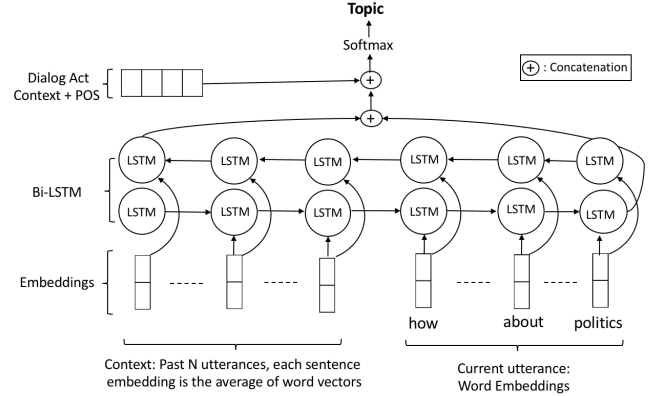 Topic
Softmax
Dialog Act
Context + POS
+
+ : Concatenation
+
Bi-LSTM
LSTM LSTM LSTM LSTM LSTM LSTM
LSTM LSTM LSTM LSTM LSTM LSTM
Embeddings
how about politics
Context: Past N utterances, each sentence
embedding is the average of word vectors
Current utterance:
Word Embeddings